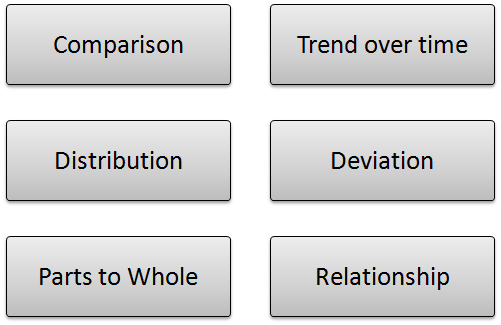 Comparison
Trend over time
Distribution
Deviation
Parts to Whole
Relationship